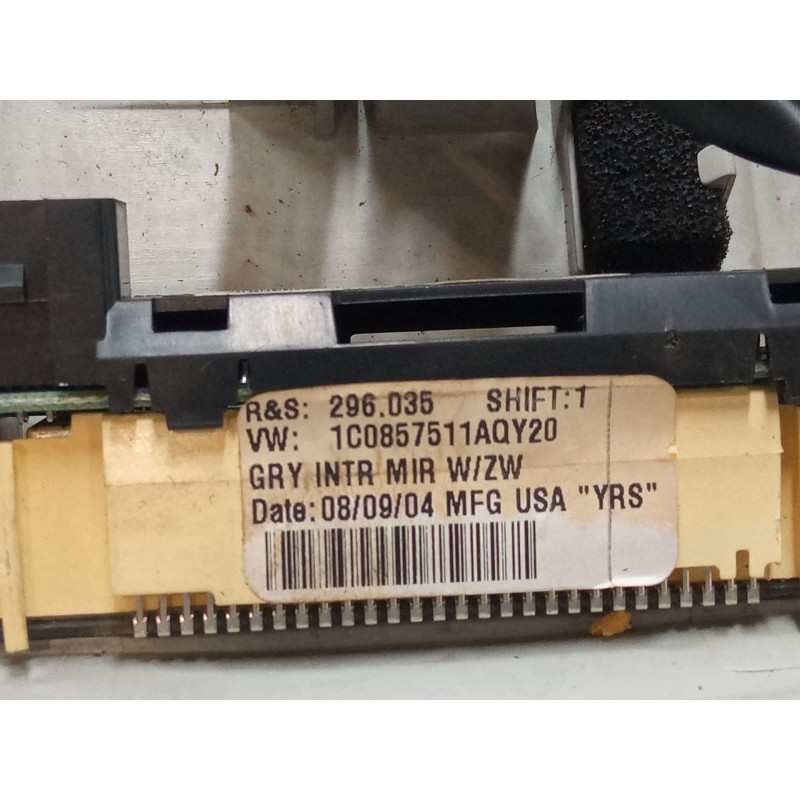 R&S: 296.035 SHIFT:1
VW: 1C0857511AQY20
GRY INTR MIR W/ZW
Date: 08/09/04 MFG USA "YRS"